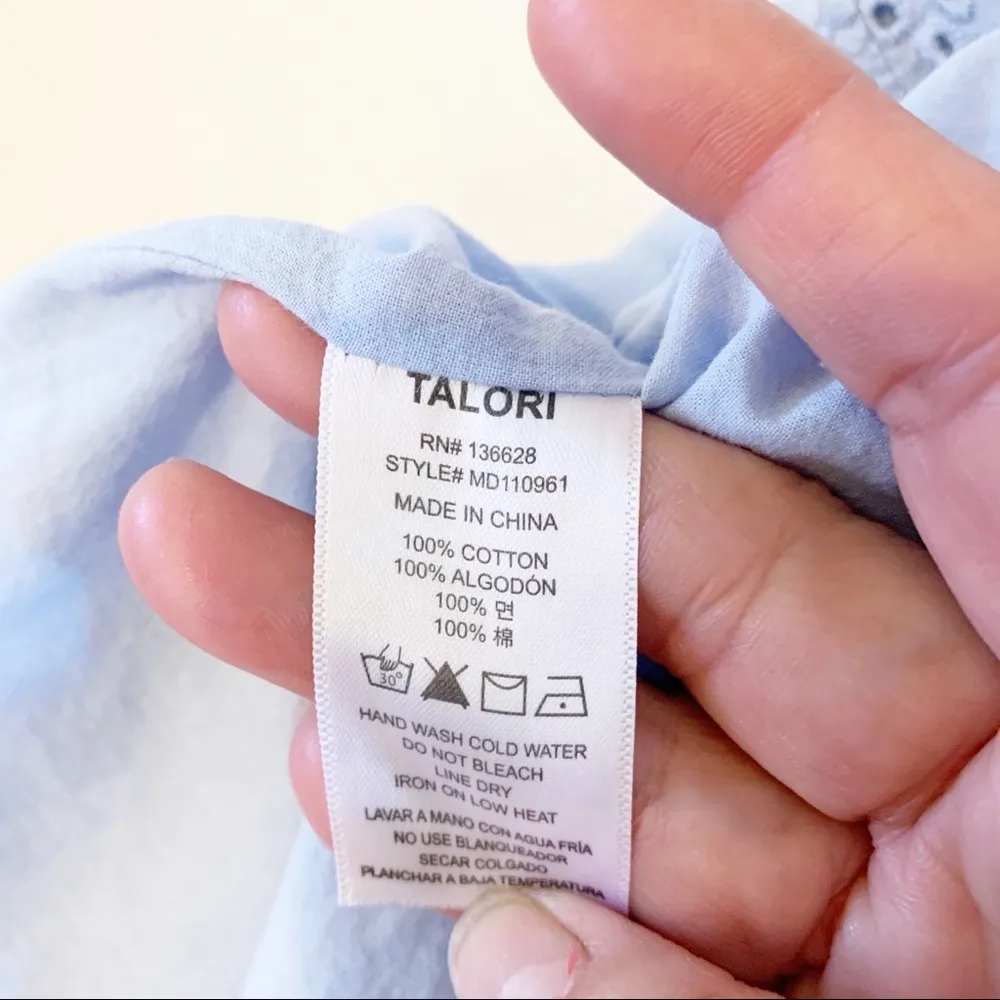 TALORI
RN# 136628
STYLE# MD110961
MADE IN CHINA
100% COTTON
100% ALGODÓN
100% 면
100% 棉
30°
HAND WASH COLD WATER
DO NOT BLEACH
LINE DRY
IRON ON LOW HEAT
LAVAR A MANO CON AGUA FRÍA
NO USE BLANQUEADOR
SECAR COLGADO
PLANCHAR A BAJA TEMPERATURA